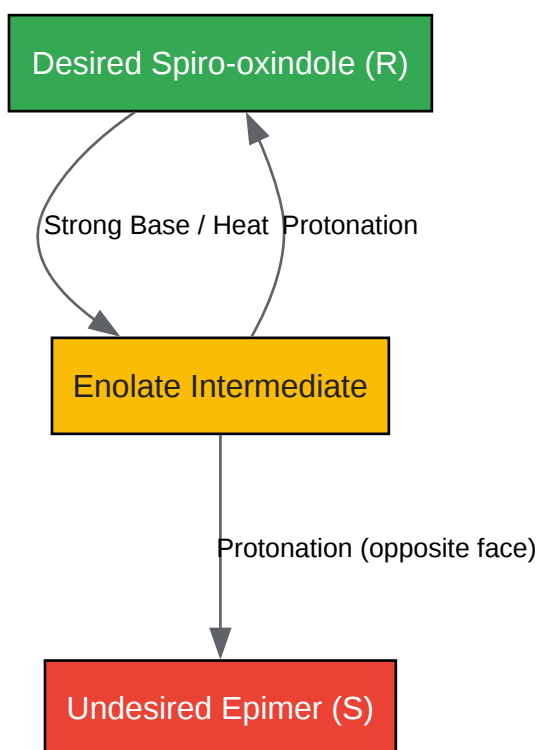 Desired Spiro-oxindole (R)
Strong Base / Heat
Protonation
Enolate Intermediate
Protonation (opposite face)
Undesired Epimer (S)